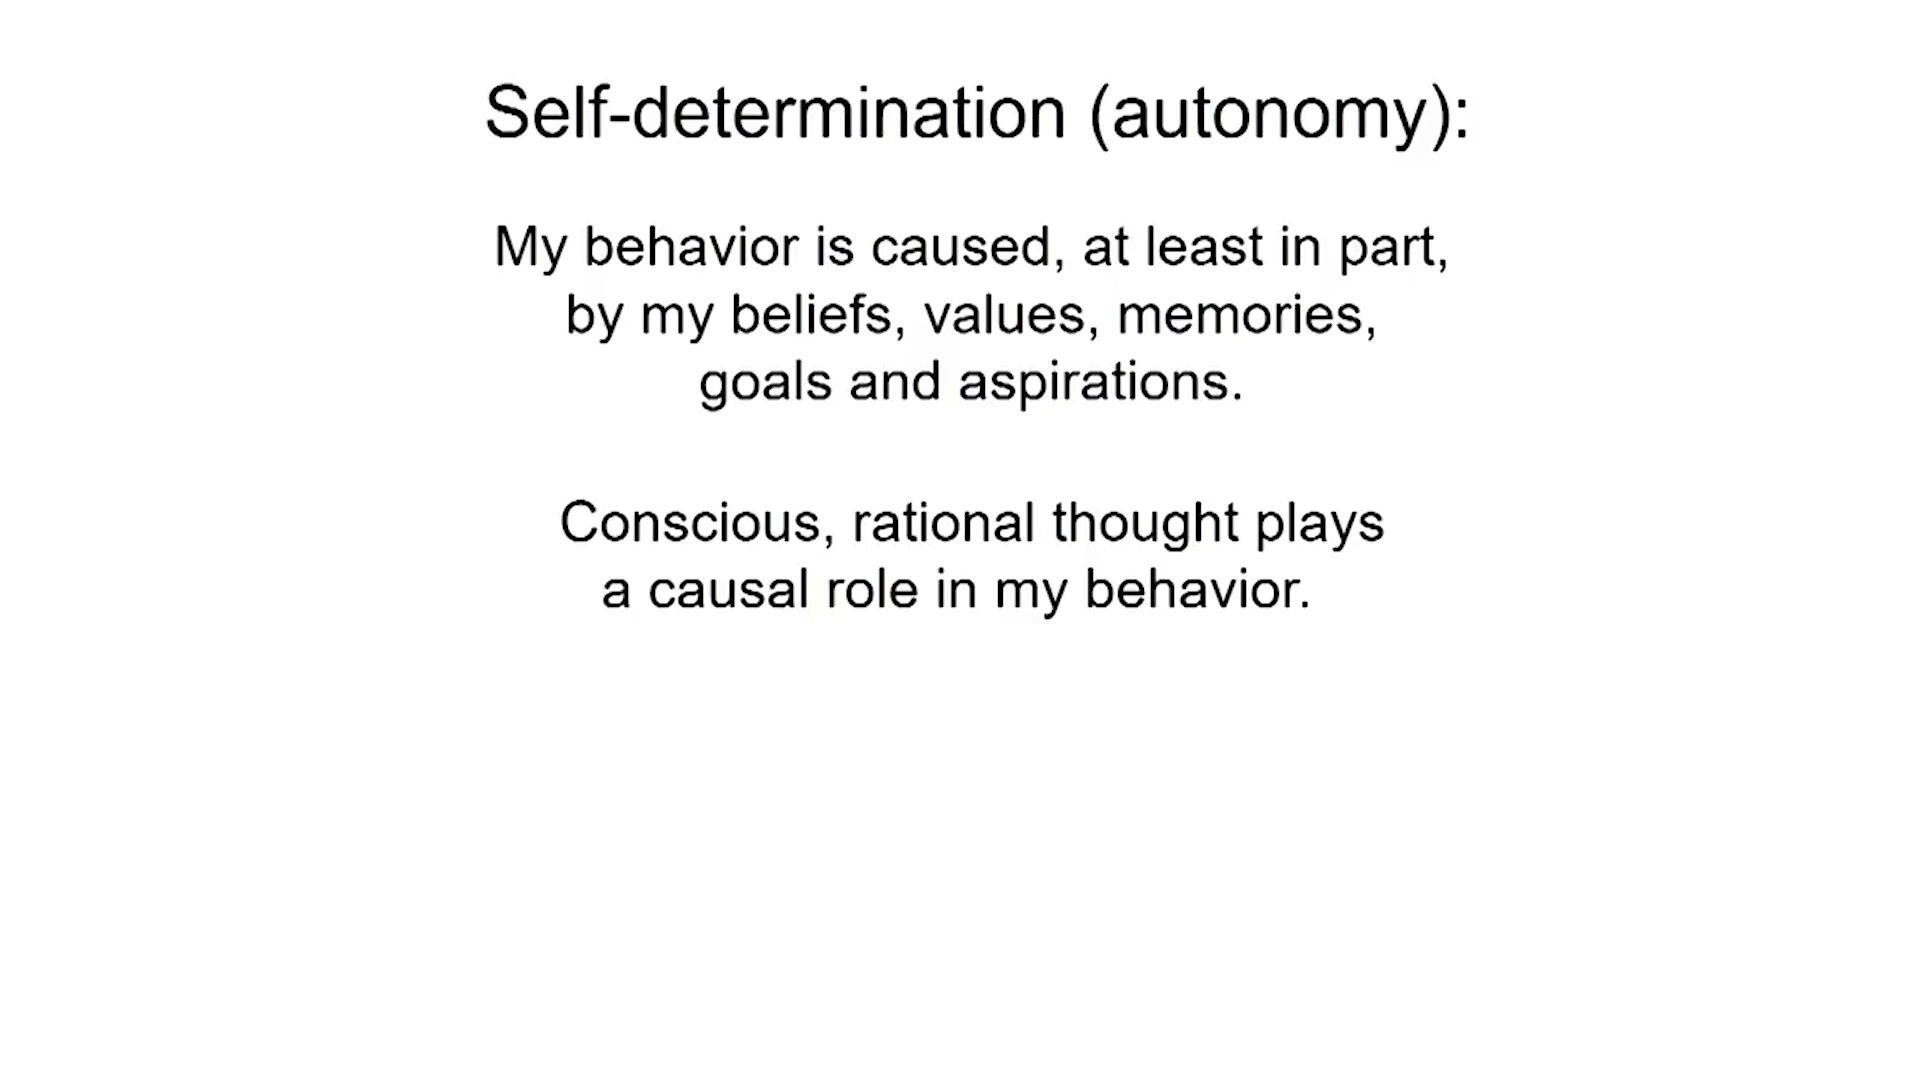 Self-determination (autonomy):
My behavior is caused, at least in part,
by my beliefs, values, memories,
goals and aspirations.
Conscious, rational thought plays
a causal role in my behavior.